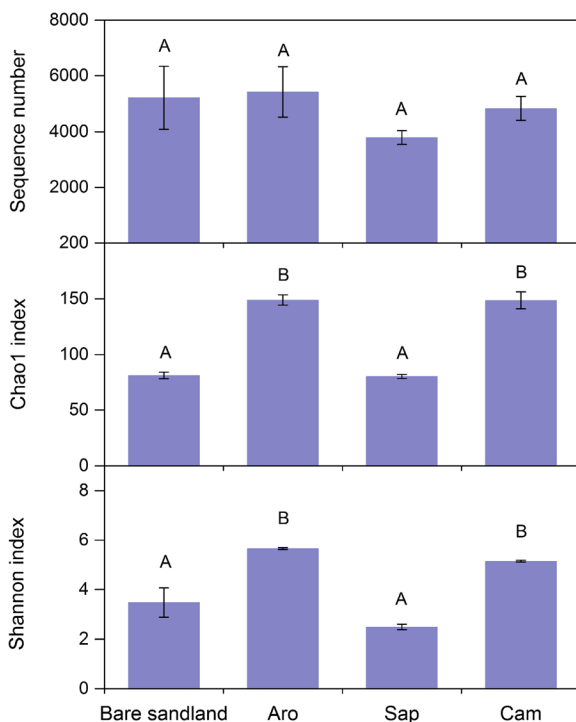 8000
A
A
6000
A
A
4000
2000
Sequence number
200
B
B
150
100
A
A
50
Chao1 index
0
8
B
B
6
A
4
A
2
Shannon index
0
Bare sandland Aro Sap Cam